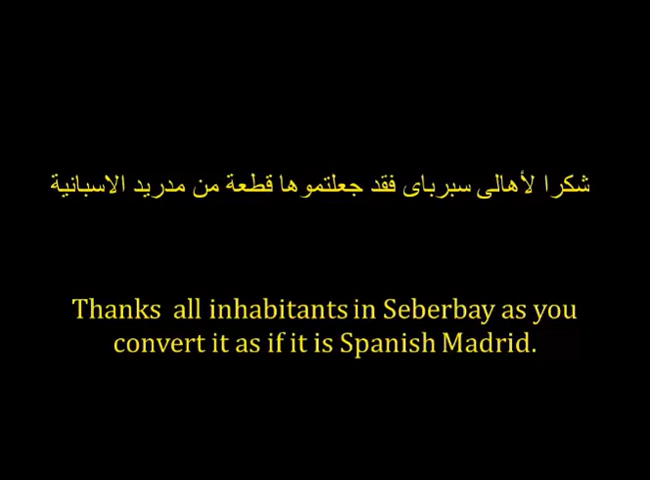 شكرا لأهالى سبرباى فقد جعلتموها قطعة من مدريد الاسبانية
Thanks  all inhabitants in Seberbay as you
convert it as if it is Spanish Madrid.